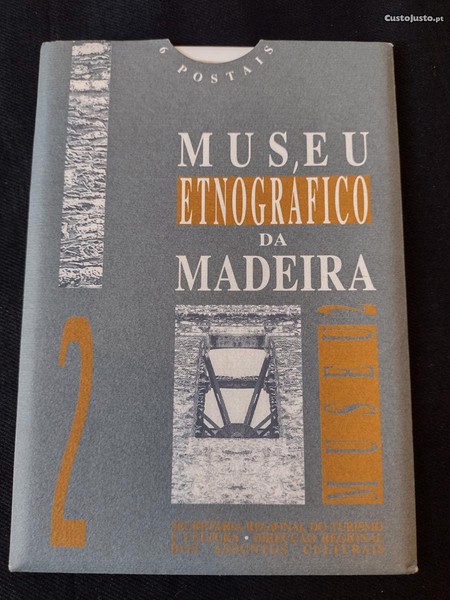 CustoJusto.pt
6 POSTAIS
MUSEU
ETNOGRÁFICO
DA
MADEIRA
MUSEU 2
2
SECRETARIA REGIONAL DO TURISMO
E CULTURA • DIRECÇÃO REGIONAL
DOS ASSUNTOS CULTURAIS